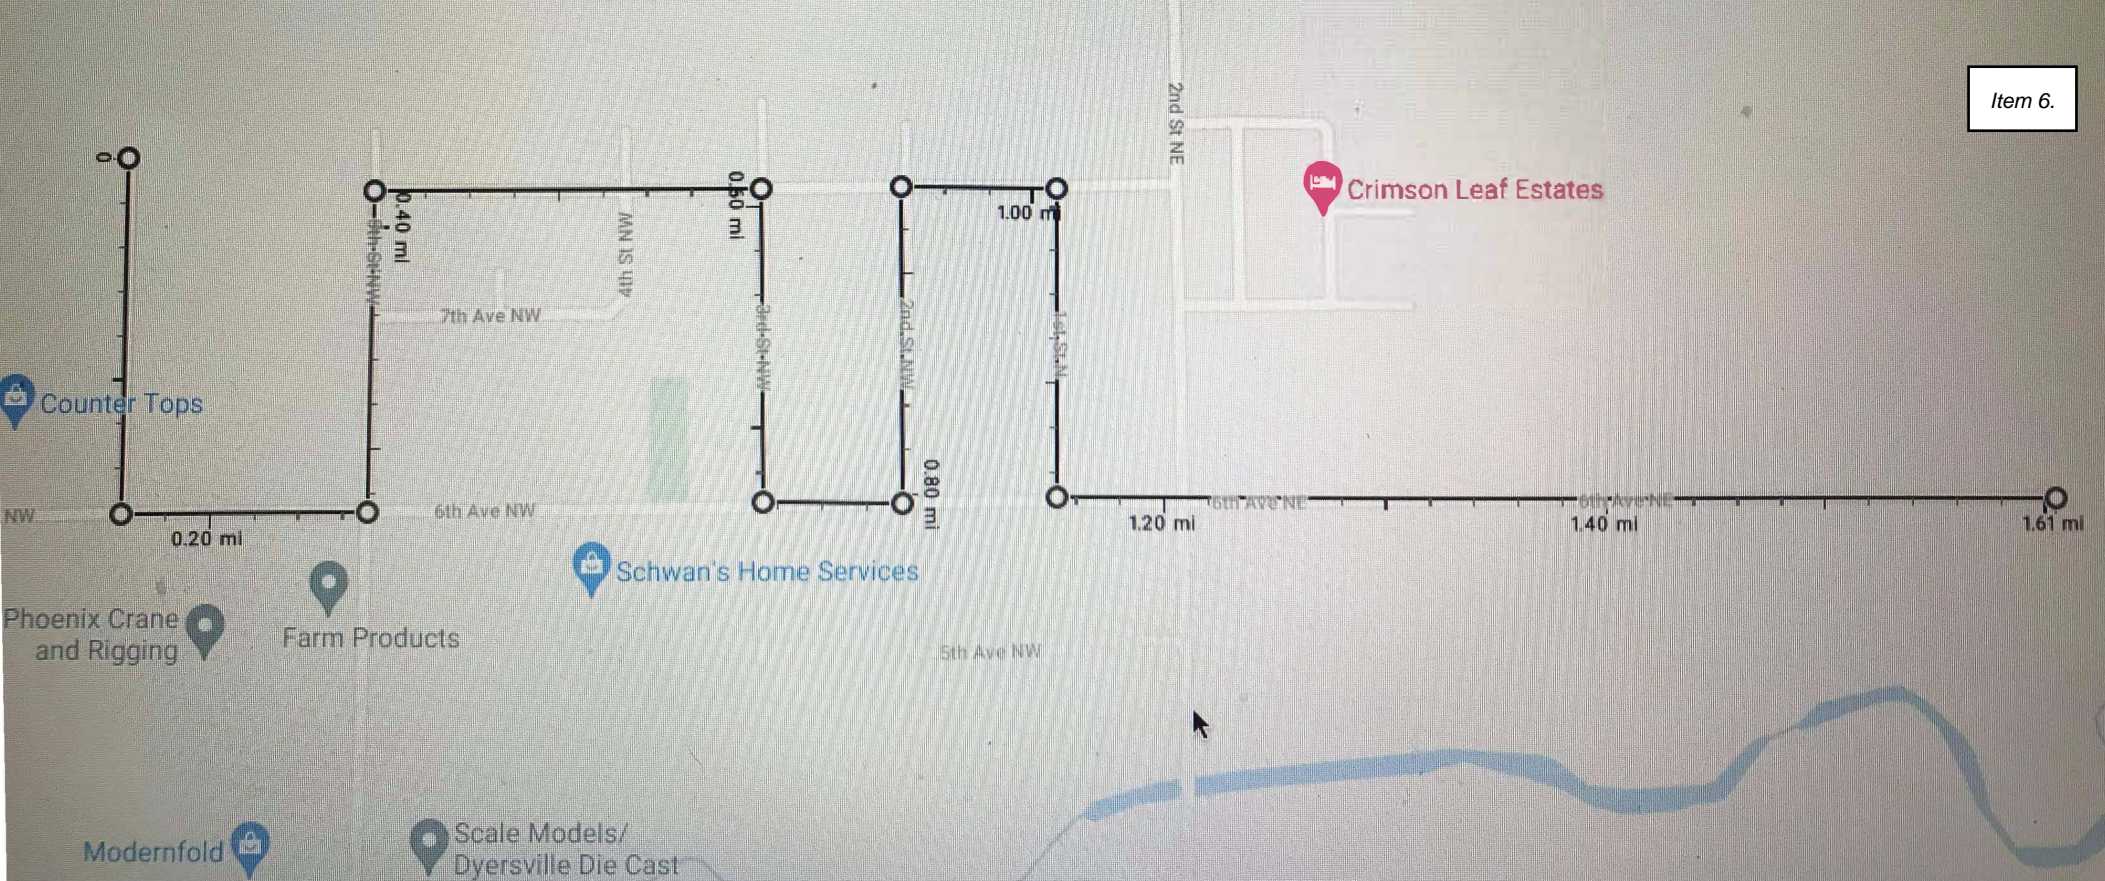 Item 6.
2nd St NE
0
Crimson Leaf Estates
0.40 mi
0.60 mi
1.00 mi
5th St NW
4th St NW
7th Ave NW
3rd St NW
2nd St NW
1st St N
Counter Tops
NW
6th Ave NW
0.80 mi
6th Ave NE
6th Ave NE
0.20 mi
1.20 mi
1.40 mi
1.61 mi
Schwan's Home Services
Phoenix Crane
and Rigging
Farm Products
5th Ave NW
Modernfold
Scale Models/
Dyersville Die Cast